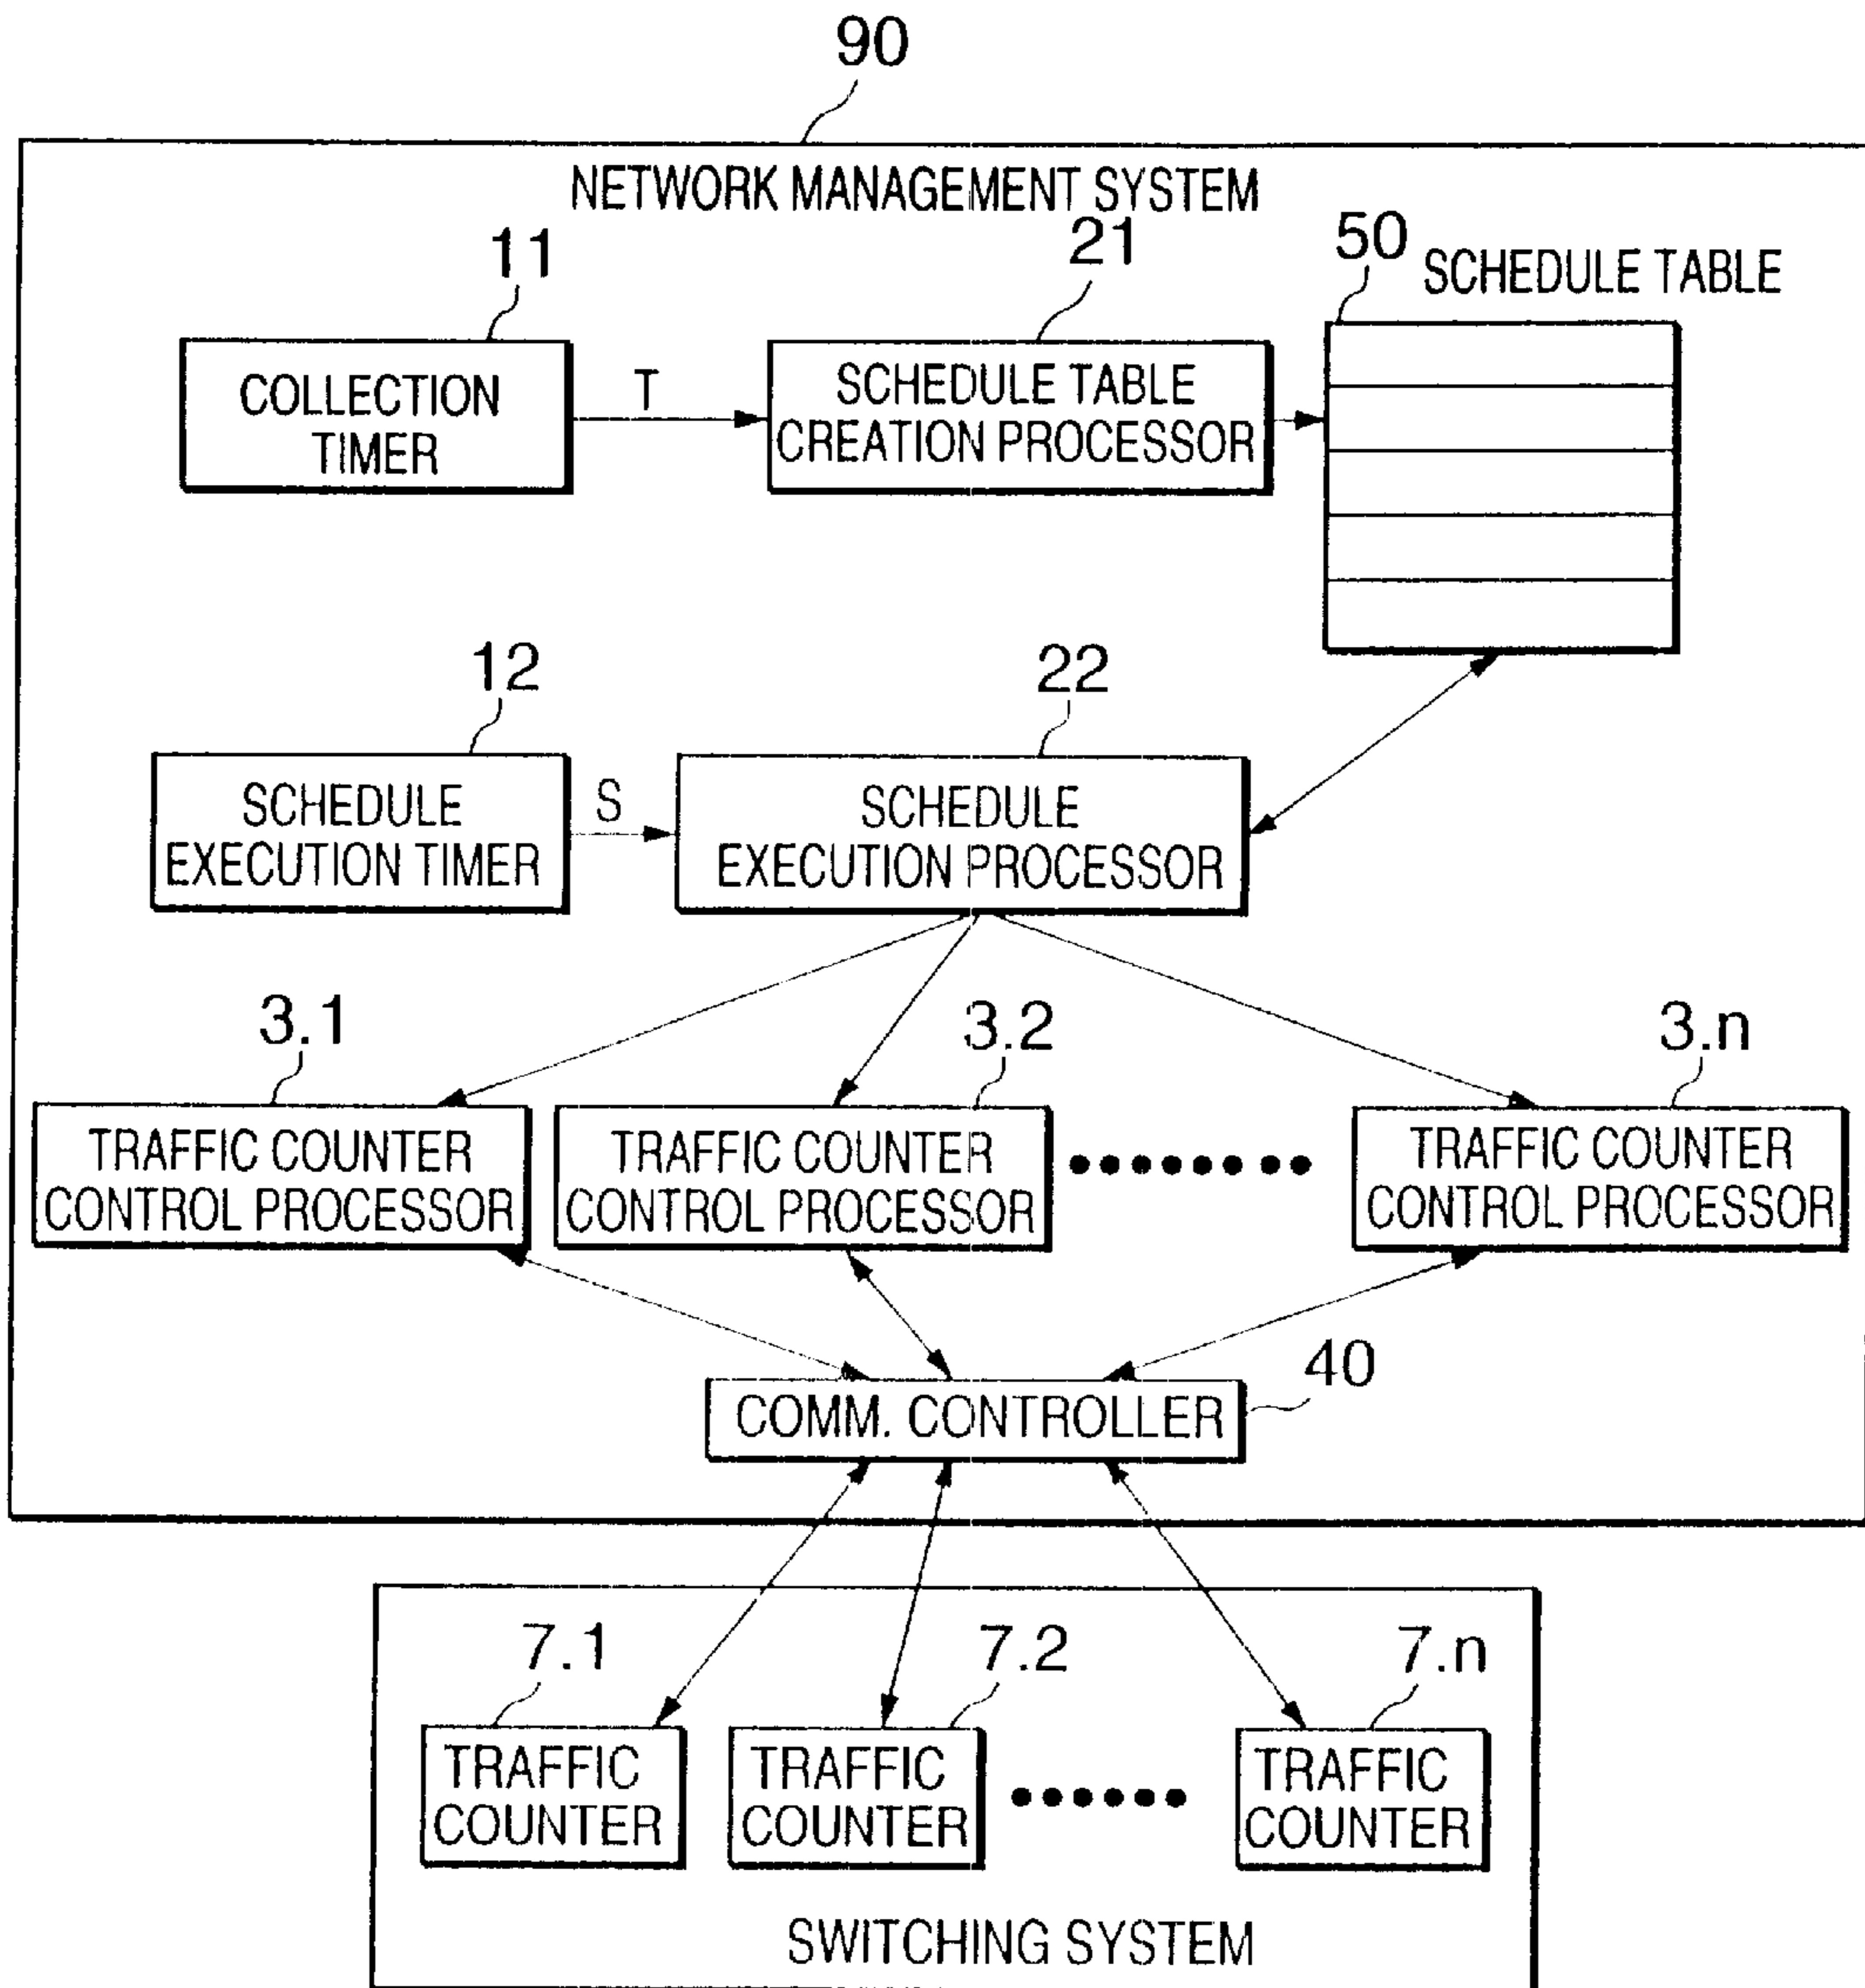 90
NETWORK MANAGEMENT SYSTEM
11
21
50
SCHEDULE TABLE
COLLECTION
TIMER
T
SCHEDULE TABLE
CREATION PROCESSOR
12
22
SCHEDULE
EXECUTION TIMER
S
SCHEDULE
EXECUTION PROCESSOR
3.1
3.2
3.n
TRAFFIC COUNTER
CONTROL PROCESSOR
TRAFFIC COUNTER
CONTROL PROCESSOR
TRAFFIC COUNTER
CONTROL PROCESSOR
40
COMM. CONTROLLER
7.1
7.2
7.n
TRAFFIC
COUNTER
TRAFFIC
COUNTER
TRAFFIC
COUNTER
SWITCHING SYSTEM